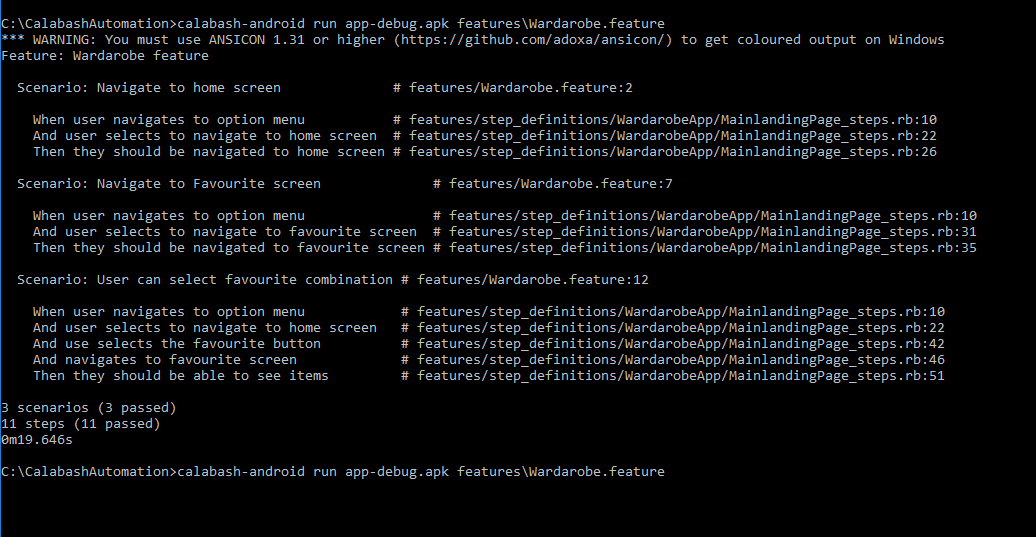 C:\CalabashAutomation>calabash-android run app-debug.apk features\Wardarobe.feature
*** WARNING: You must use ANSICON 1.31 or higher (https://github.com/adoxa/ansicon/) to get coloured output on Windows
Feature: Wardarobe feature
Scenario: Navigate to home screen # features/Wardarobe.feature:2
When user navigates to option menu # features/step_definitions/WardarobeApp/MainlandingPage_steps.rb:10
And user selects to navigate to home screen # features/step_definitions/WardarobeApp/MainlandingPage_steps.rb:22
Then they should be navigated to home screen # features/step_definitions/WardarobeApp/MainlandingPage_steps.rb:26
Scenario: Navigate to Favourite screen # features/Wardarobe.feature:7
When user navigates to option menu # features/step_definitions/WardarobeApp/MainlandingPage_steps.rb:10
And user selects to navigate to favourite screen # features/step_definitions/WardarobeApp/MainlandingPage_steps.rb:31
Then they should be navigated to favourite screen # features/step_definitions/WardarobeApp/MainlandingPage_steps.rb:35
Scenario: User can select favourite combination # features/Wardarobe.feature:12
When user navigates to option menu # features/step_definitions/WardarobeApp/MainlandingPage_steps.rb:10
And user selects to navigate to home screen # features/step_definitions/WardarobeApp/MainlandingPage_steps.rb:22
And use selects the favourite button # features/step_definitions/WardarobeApp/MainlandingPage_steps.rb:42
And navigates to favourite screen # features/step_definitions/WardarobeApp/MainlandingPage_steps.rb:46
Then they should be able to see items # features/step_definitions/WardarobeApp/MainlandingPage_steps.rb:51
3 scenarios (3 passed)
11 steps (11 passed)
0m19.646s
C:\CalabashAutomation>calabash-android run app-debug.apk features\Wardarobe.feature